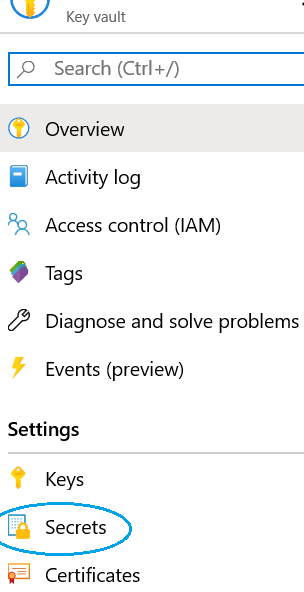 Key vault
Search (Ctrl+/)
Overview
Activity log
Access control (IAM)
Tags
Diagnose and solve problems
Events (preview)
Settings
Keys
Secrets
Certificates